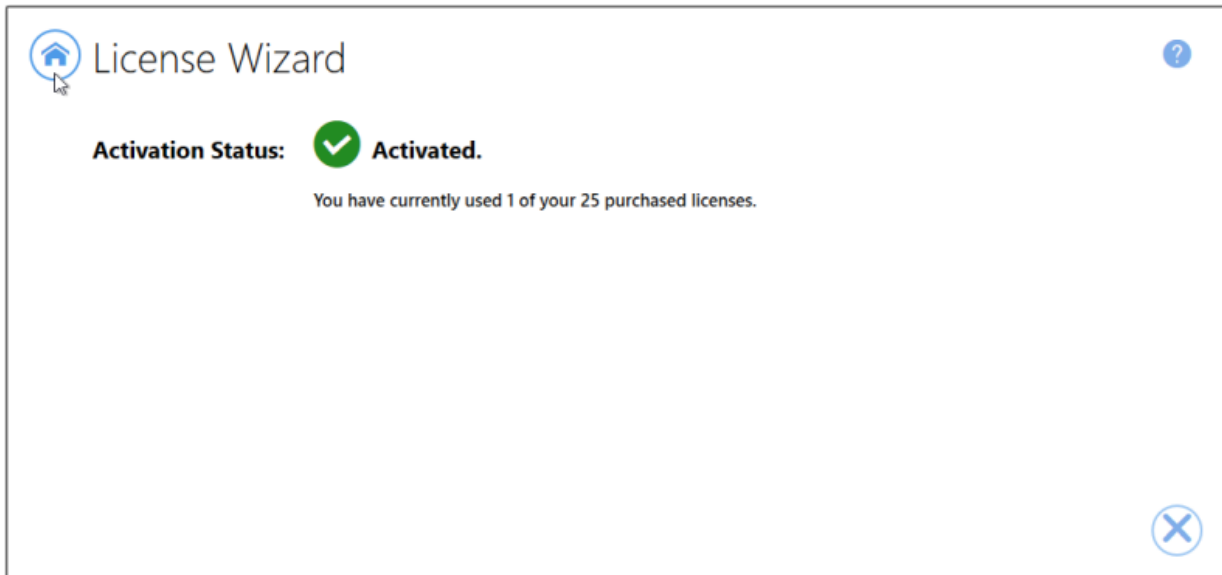 License Wizard
?
Activation Status:
Activated.
You have currently used 1 of your 25 purchased licenses.